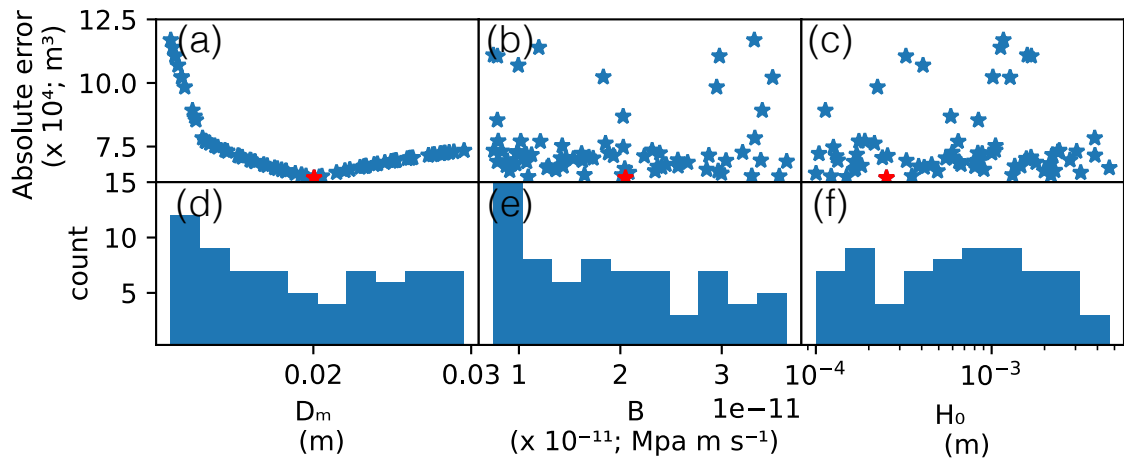 Absolute error
(x 10⁴; m³)
12.5
10.0
7.5
(a)
(b)
(c)
15
10
5
count
(d)
(e)
(f)
0.02
0.03
1
2
3
10⁻⁴
10⁻³
1e−11
Dₘ
(m)
B
(x 10⁻¹¹; Mpa m s⁻¹)
H₀
(m)